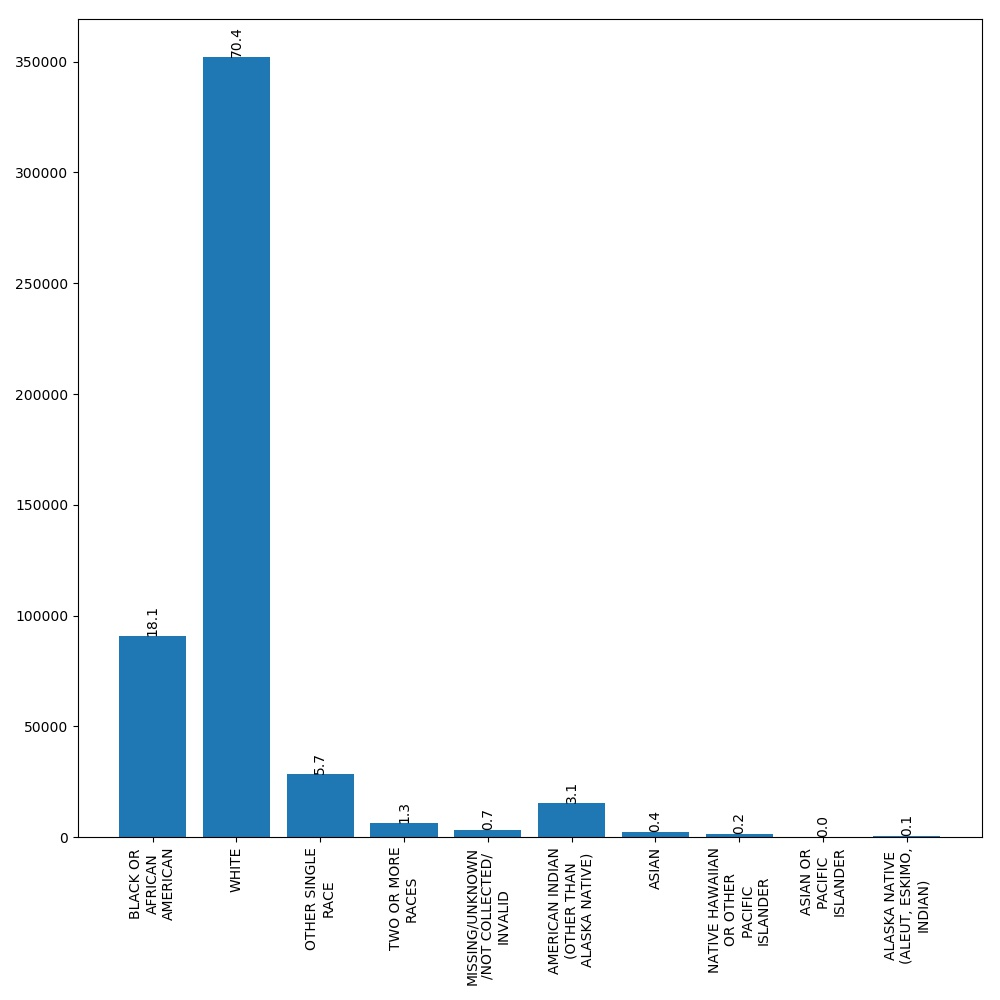 350000
300000
250000
200000
150000
100000
50000
0
18.1
70.4
5.7
1.3
0.7
3.1
0.4
0.2
0.0
0.1
BLACK OR
AFRICAN
AMERICAN
WHITE
OTHER SINGLE
RACE
TWO OR MORE
RACES
MISSING/UNKNOWN
/NOT COLLECTED/
INVALID
AMERICAN INDIAN
(OTHER THAN
ALASKA NATIVE)
ASIAN
NATIVE HAWAIIAN
OR OTHER
PACIFIC
ISLANDER
ASIAN OR
PACIFIC
ISLANDER
ALASKA NATIVE
(ALEUT, ESKIMO,
INDIAN)